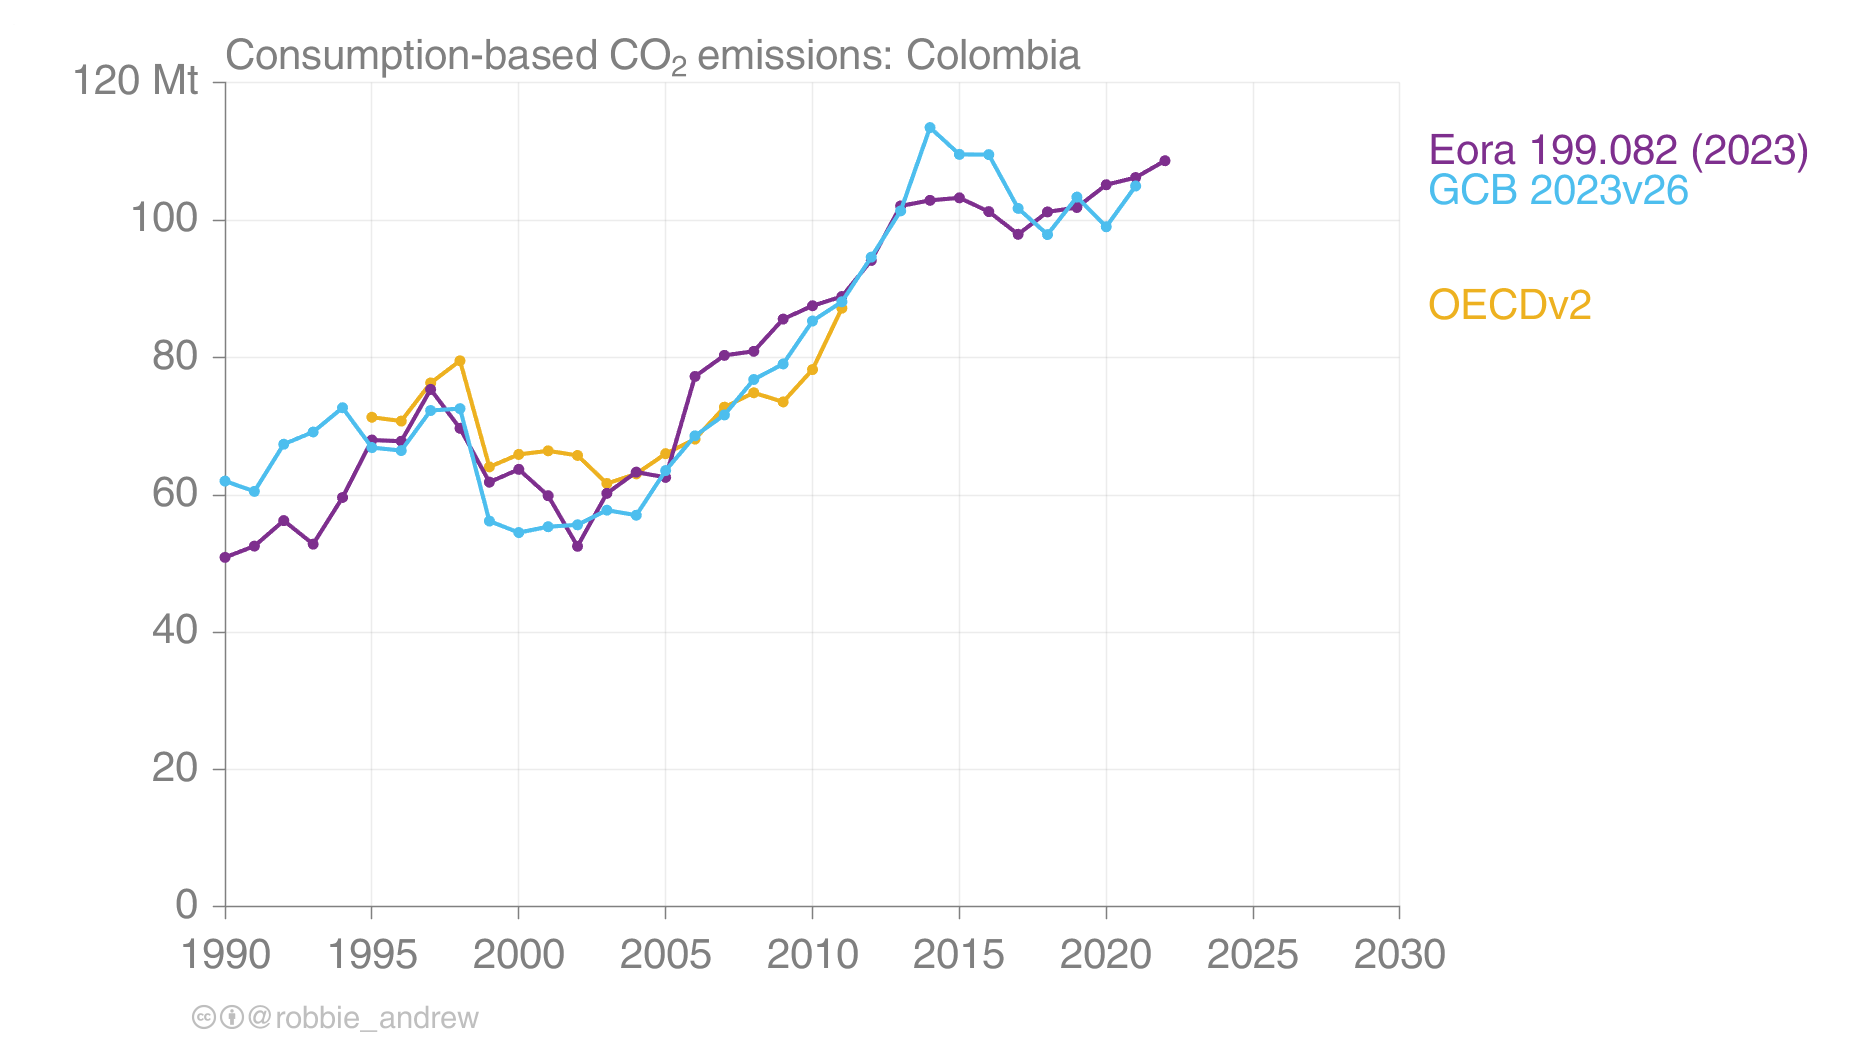 Consumption-based CO₂ emissions: Colombia
120 Mt
100
80
60
40
20
0
1990 1995 2000 2005 2010 2015 2020 2025 2030
Eora 199.082 (2023)
GCB 2023v26
OECDv2
cc @robbie_andrew